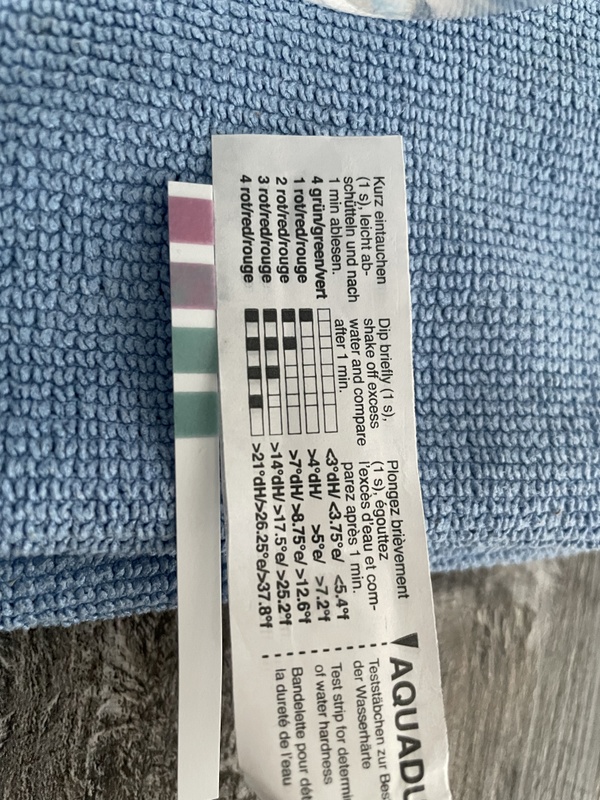 Kurz eintauchen
(1 s), leicht ab-
schütteln und nach
1 min ablesen.
Dip briefly (1 s),
shake off excess
water and compare
after 1 min.
Plongez brièvement
(1 s), égouttez
l'excès d'eau et com-
parez après 1 min.
4 grün/green/vert <3°dH/ <3.75°e/ <5.4°f
1 rot/red/rouge >4°dH/ >5°e/ >7.2°f
2 rot/red/rouge >7°dH/ >8.75°e/ >12.6°f
3 rot/red/rouge >14°dH/ >17.5°e/ >25.2°f
4 rot/red/rouge >21°dH/>26.25°e/>37.8°f
AQUADU
Teststäbchen zur Bes
der Wasserhärte
Test strip for determi
of water hardness
Bandelette pour dét
la dureté de l'eau